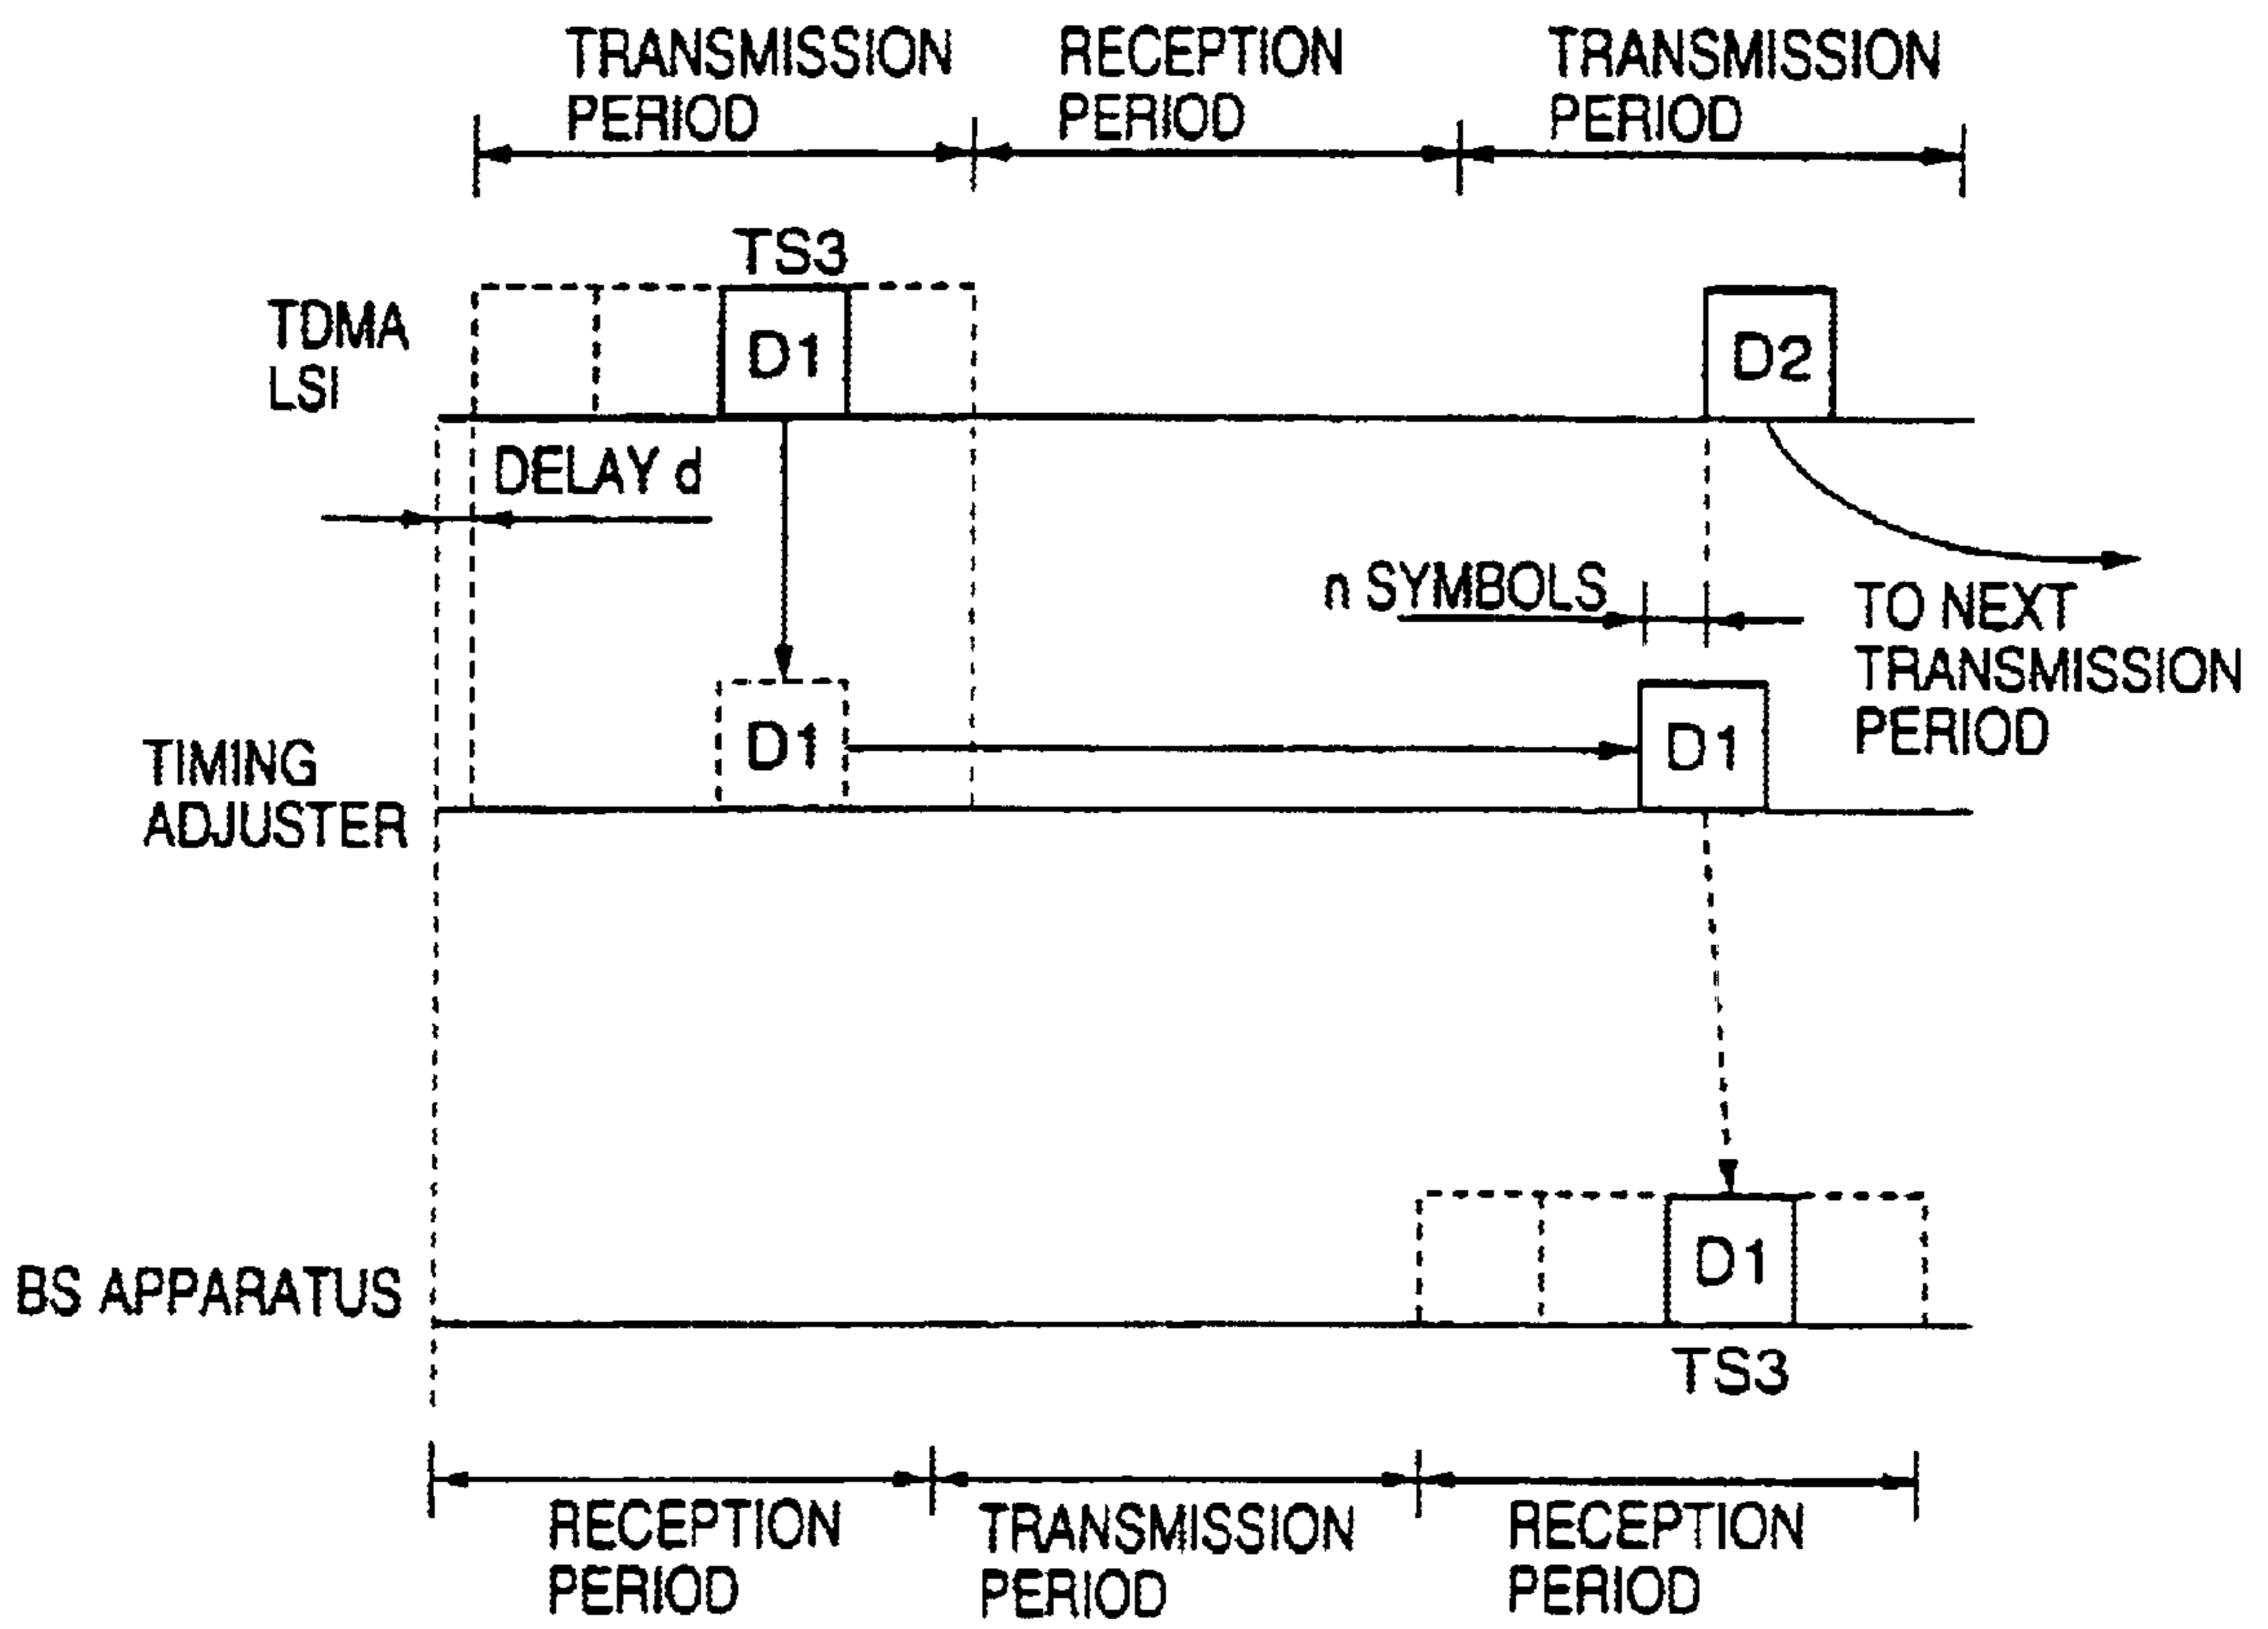 TRANSMISSION
PERIOD
RECEPTION
PERIOD
TRANSMISSION
PERIOD
TS3
TDMA
LSI
D1
D2
DELAY d
n SYMBOLS
TO NEXT
TRANSMISSION
PERIOD
TIMING
ADJUSTER
D1
D1
BS APPARATUS
D1
TS3
RECEPTION
PERIOD
TRANSMISSION
PERIOD
RECEPTION
PERIOD